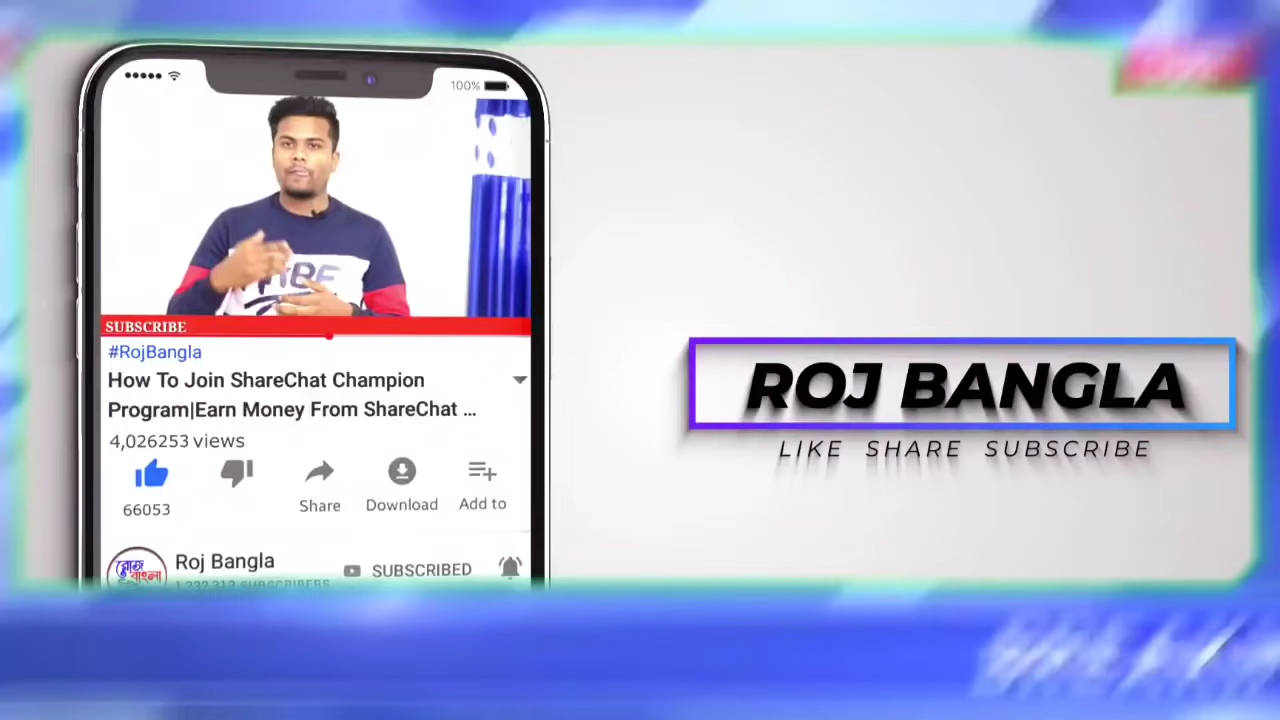 100%
SUBSCRIBE
#RojBangla
How To Join ShareChat Champion
Program|Earn Money From ShareChat ...
4,026253 views
66053
Share
Download
Add to
রোজ
বাংলা
Roj Bangla
SUBSCRIBED
SUBSCRIBERS
ROJ BANGLA
LIKE SHARE SUBSCRIBE